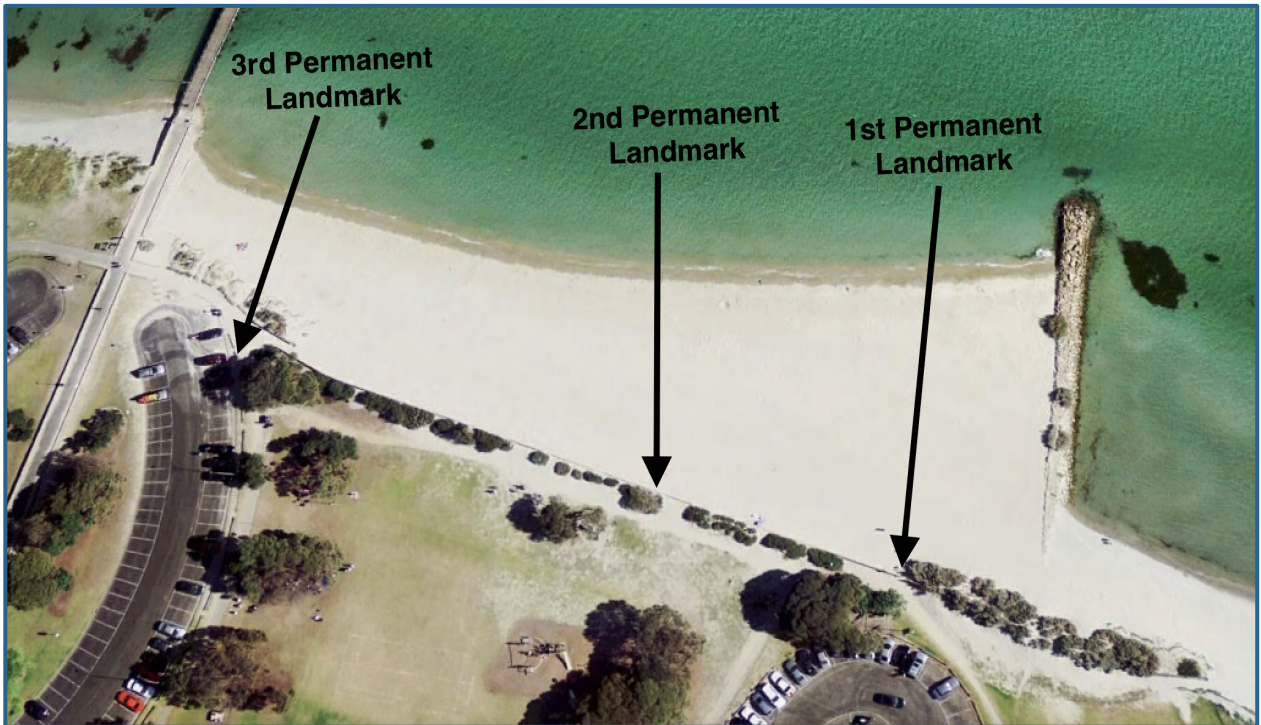 3rd Permanent
Landmark
2nd Permanent
Landmark
1st Permanent
Landmark